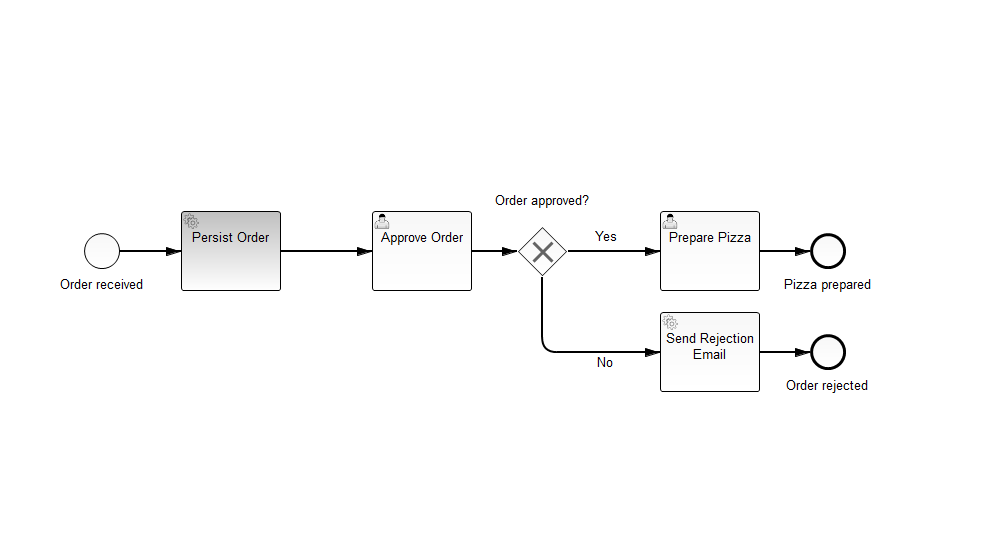 Order approved?
Persist Order
Approve Order
Yes
Prepare Pizza
Order received
Pizza prepared
Send Rejection
Email
No
Order rejected